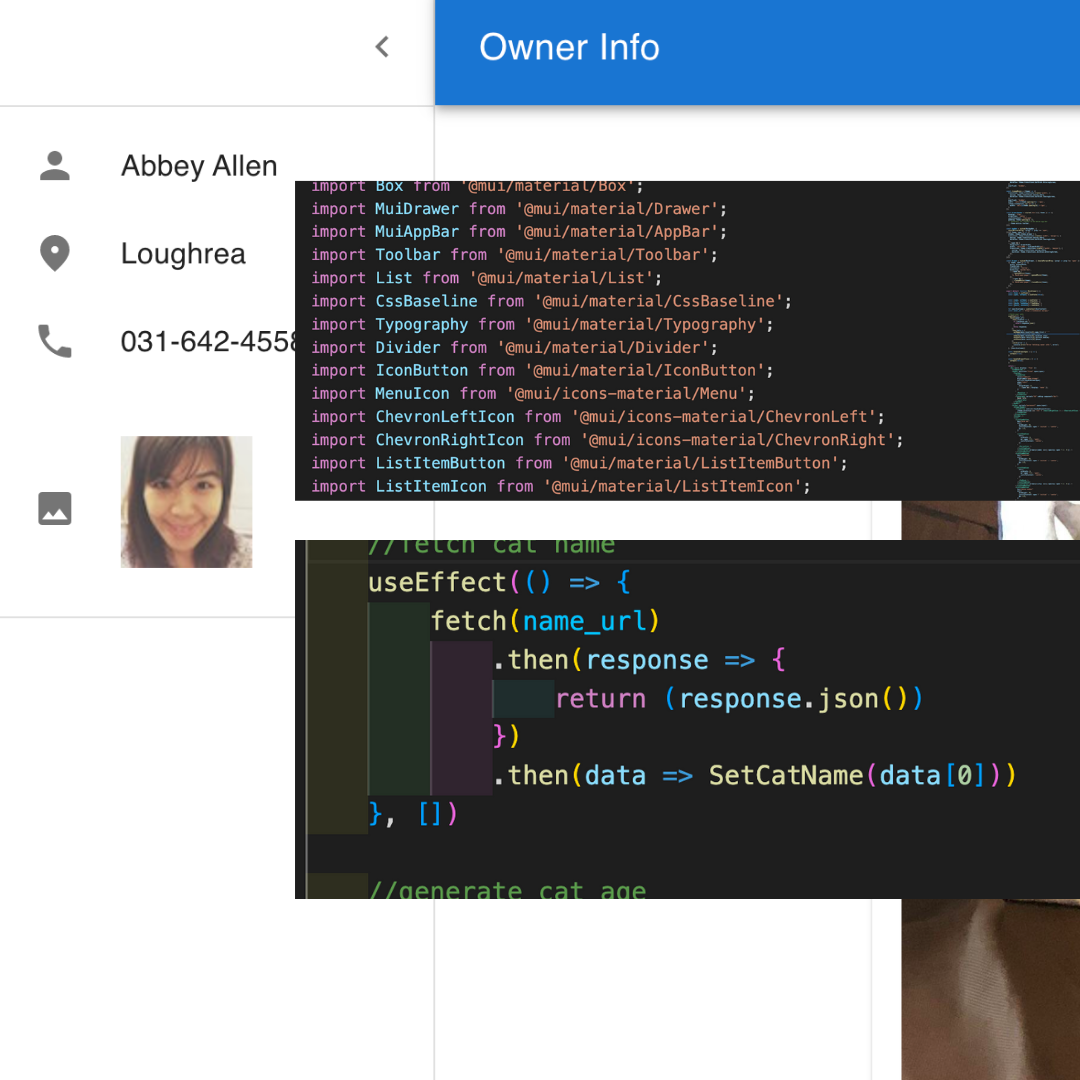 Owner Info
Abbey Allen
Loughrea
031-642-4558
import Box from '@mui/material/Box';
import MuiDrawer from '@mui/material/Drawer';
import MuiAppBar from '@mui/material/AppBar';
import Toolbar from '@mui/material/Toolbar';
import List from '@mui/material/List';
import CssBaseline from '@mui/material/CssBaseline';
import Typography from '@mui/material/Typography';
import Divider from '@mui/material/Divider';
import IconButton from '@mui/material/IconButton';
import MenuIcon from '@mui/icons-material/Menu';
import ChevronLeftIcon from '@mui/icons-material/ChevronLeft';
import ChevronRightIcon from '@mui/icons-material/ChevronRight';
import ListItemButton from '@mui/material/ListItemButton';
import ListItemIcon from '@mui/material/ListItemIcon';
//fetch cat name
useEffect(() => {
fetch(name_url)
.then(response => {
return (response.json())
})
.then(data => SetCatName(data[0]))
}, [])
//generate cat age